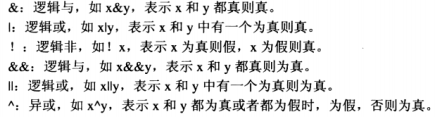 &：逻辑与，如 x&y，表示 x 和 y 都真则真。
|：逻辑或，如 x|y，表示 x 和 y 中有一个为真则真。
！：逻辑非，如！x，表示 x 为真则假，x 为假则真。
&&：逻辑与，如 x&&y，表示 x 和 y 都真则为真。
||：逻辑或，如 x||y，表示 x 和 y 中有一个为真则为真。
^：异或，如 x^y，表示 x 和 y 都为真或者都为假时，为假，否则为真。